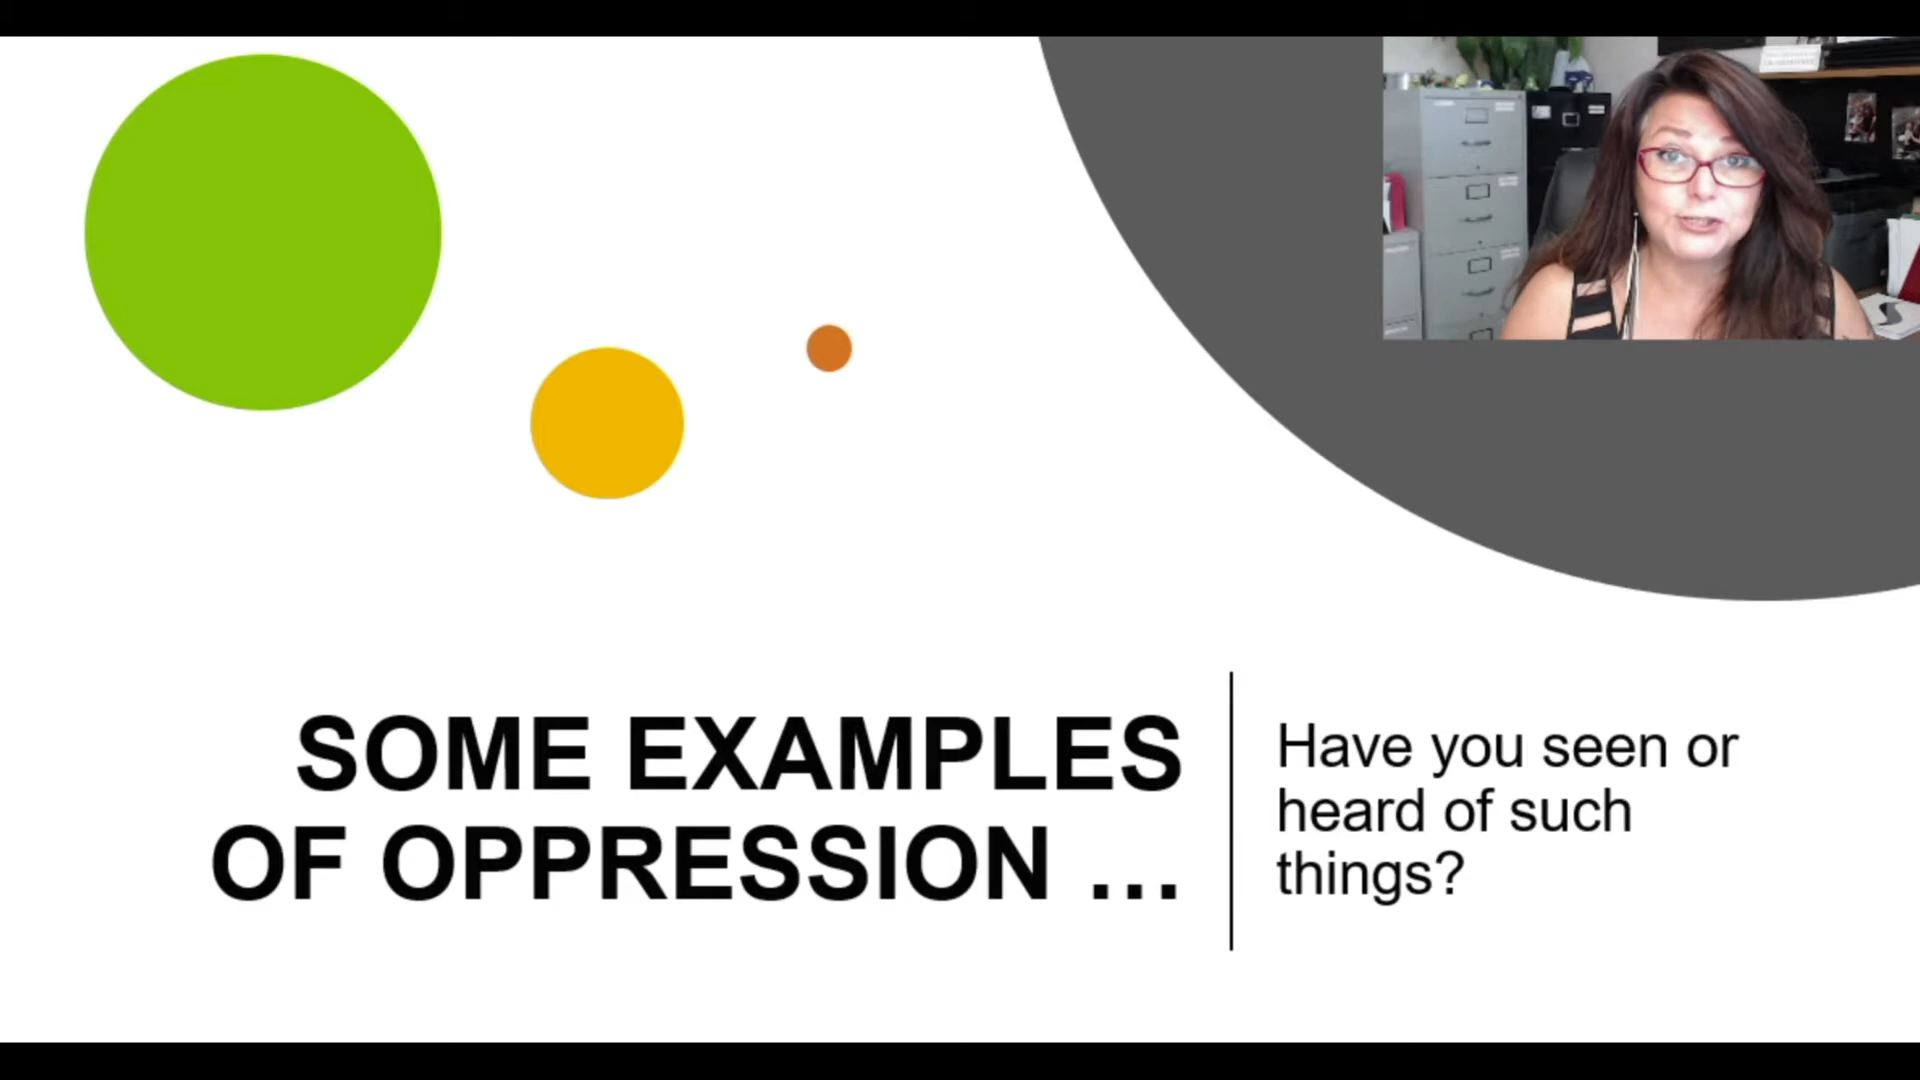 SOME EXAMPLES
OF OPPRESSION ...
Have you seen or
heard of such
things?